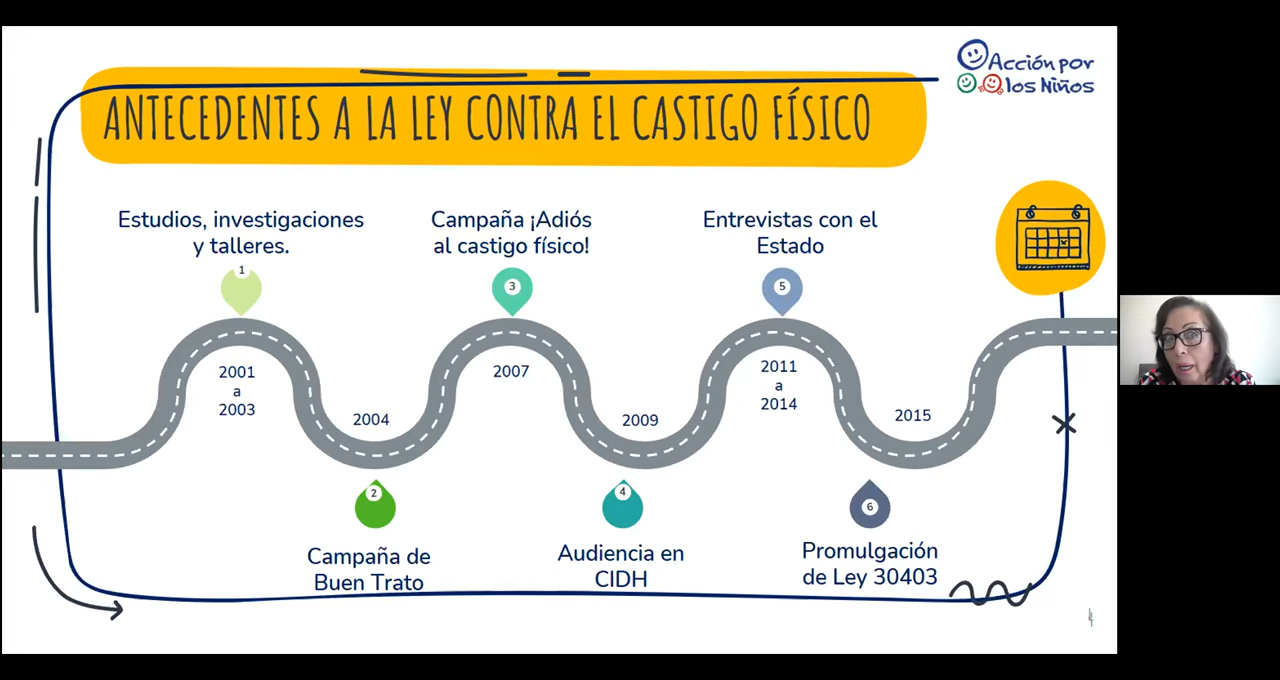 Acción por
los Niños
ANTECEDENTES A LA LEY CONTRA EL CASTIGO FÍSICO
Estudios, investigaciones
y talleres.
1
2001
a
2003
2004
2
Campaña de
Buen Trato
Campaña ¡Adiós
al castigo físico!
3
2007
2009
4
Audiencia en
CIDH
Entrevistas con el
Estado
5
2011
a
2014
2015
6
Promulgación
de Ley 30403
4